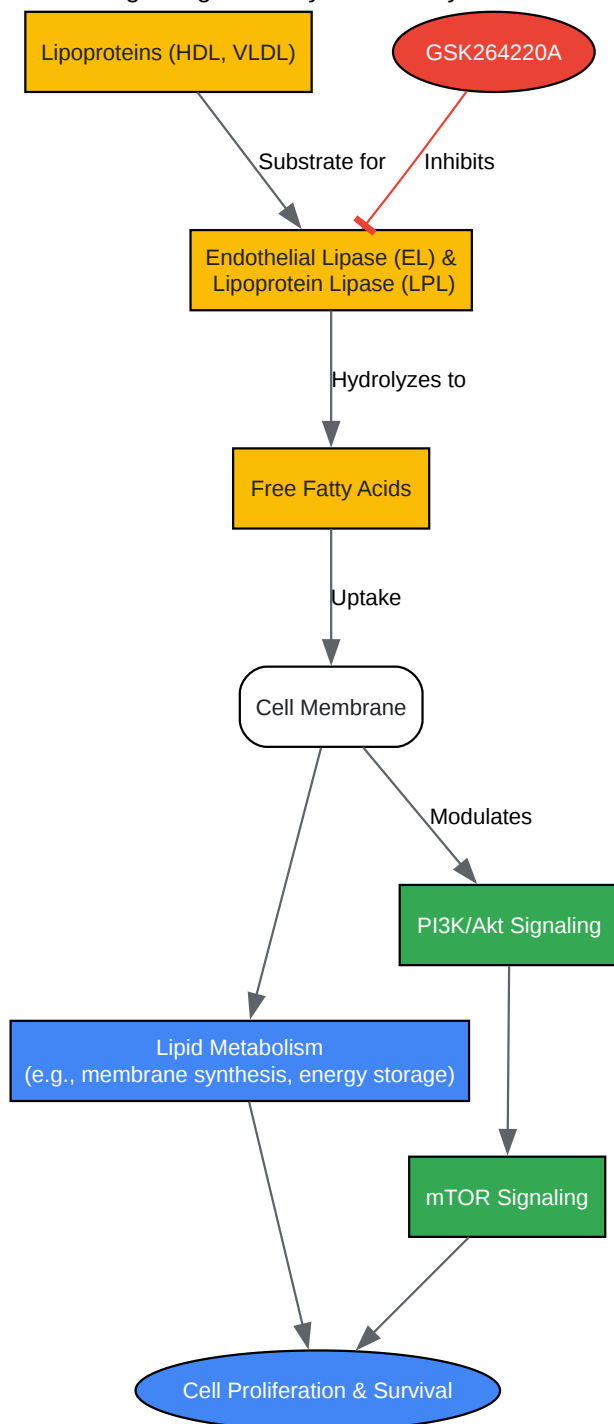 Lipoproteins (HDL, VLDL)
GSK264220A
Substrate for
Inhibits
Endothelial Lipase (EL) &
Lipoprotein Lipase (LPL)
Hydrolyzes to
Free Fatty Acids
Uptake
Cell Membrane
Modulates
PI3K/Akt Signaling
Lipid Metabolism
(e.g., membrane synthesis, energy storage)
mTOR Signaling
Cell Proliferation & Survival